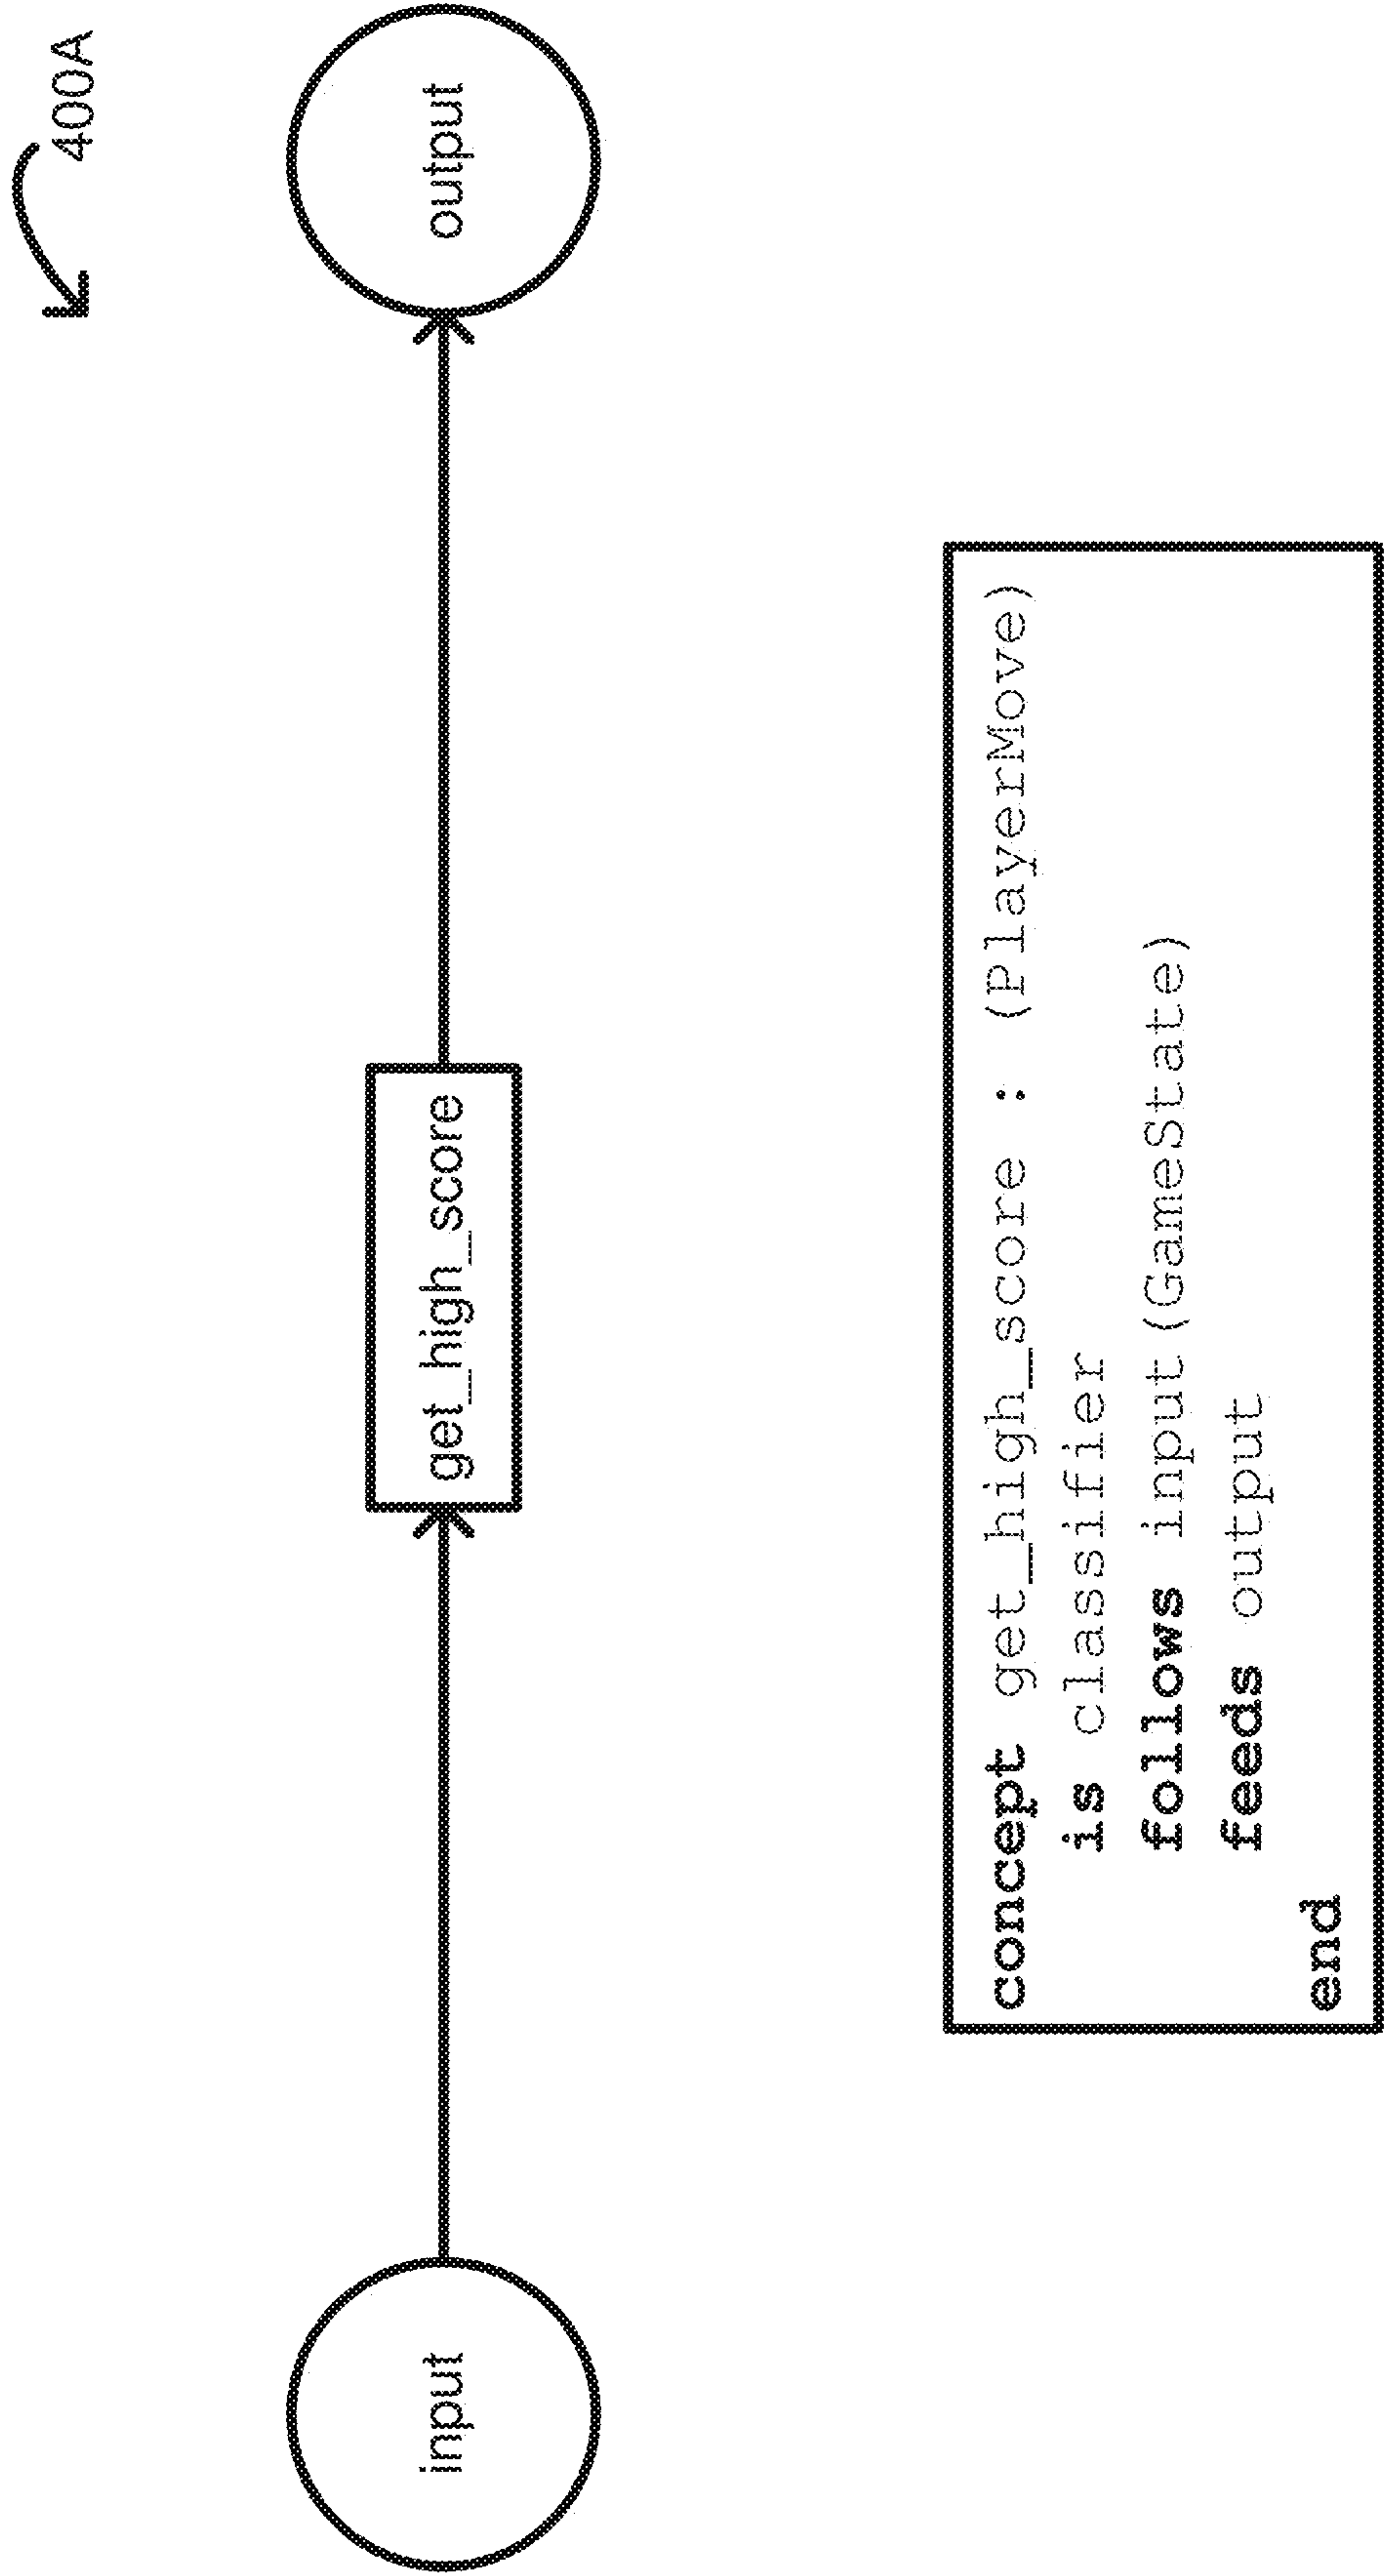 400A
input
get_high_score
output
concept get_high_score : (PlayerMove)
is classifier
follows input(GameState)
feeds output
end